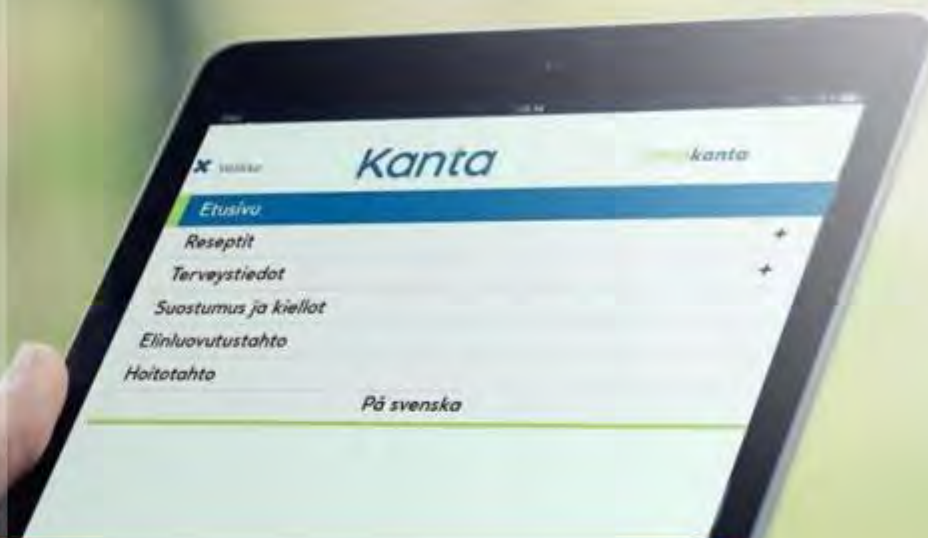 Kanta
kanta
Etusivu
Reseptit +
Terveystiedot +
Suostumus ja kiellot
Elinluovutustahto
Hoitotahto
På svenska